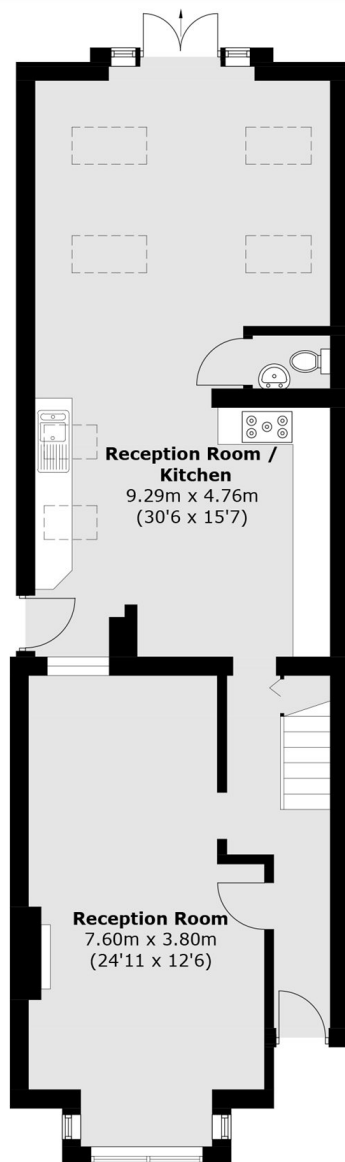 Reception Room /
Kitchen
9.29m x 4.76m
(30'6 x 15'7)
Reception Room
7.60m x 3.80m
(24'11 x 12'6)